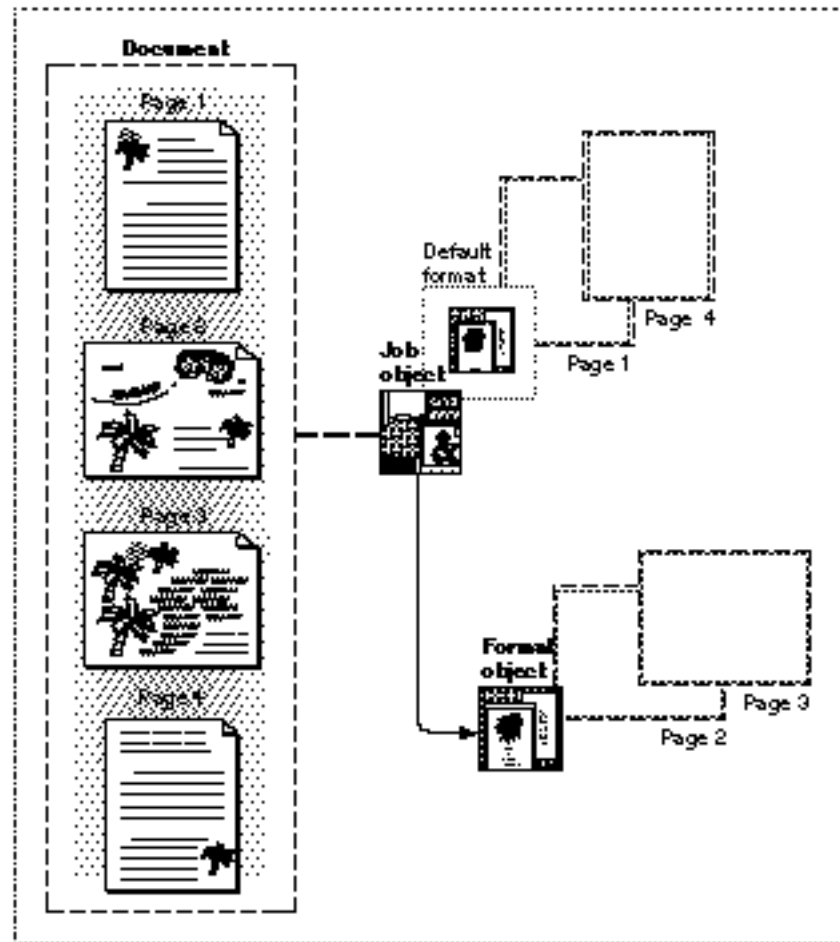 Document
Page 1
Page 2
Page 3
Page 4
Default
format
Job
object
Page 4
Page 1
Format
object
Page 3
Page 2